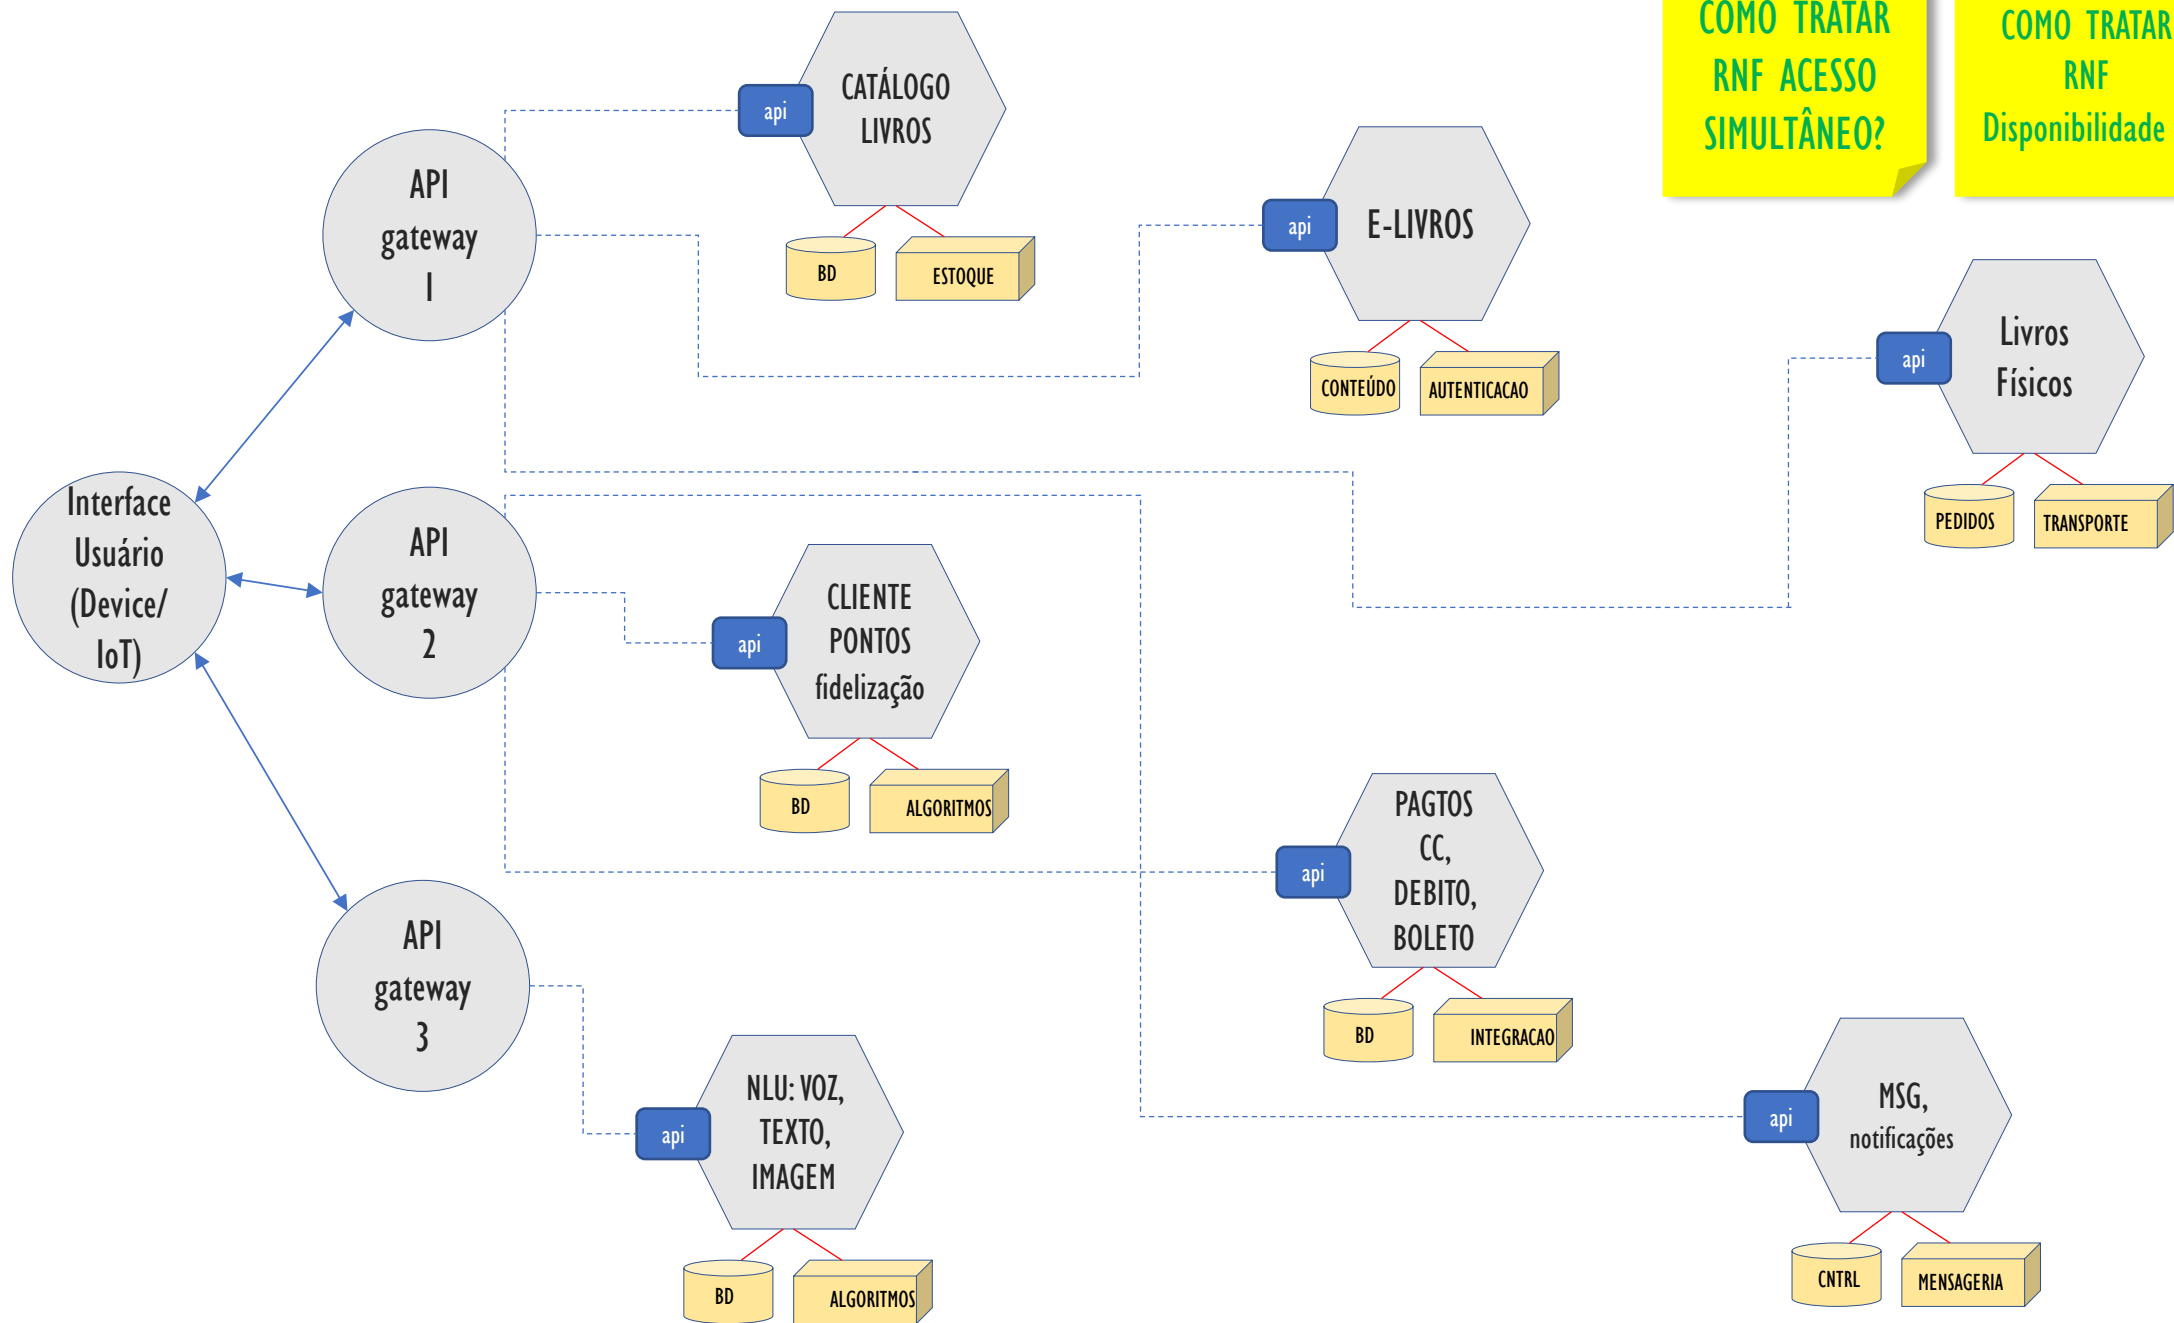 COMO TRATAR
RNF ACESSO
SIMULTÂNEO?
COMO TRATAR
RNF
Disponibilidade
CATÁLOGO
LIVROS
api
BD
ESTOQUE
API
gateway
1
E-LIVROS
api
CONTEÚDO
AUTENTICACAO
Livros
Físicos
api
PEDIDOS
TRANSPORTE
Interface
Usuário
(Device/
IoT)
API
gateway
2
CLIENTE
PONTOS
fidelização
api
BD
ALGORITMOS
PAGTOS
CC,
DEBITO,
BOLETO
api
BD
INTEGRACAO
API
gateway
3
NLU: VOZ,
TEXTO,
IMAGEM
api
BD
ALGORITMOS
MSG,
notificações
api
CNTRL
MENSAGERIA